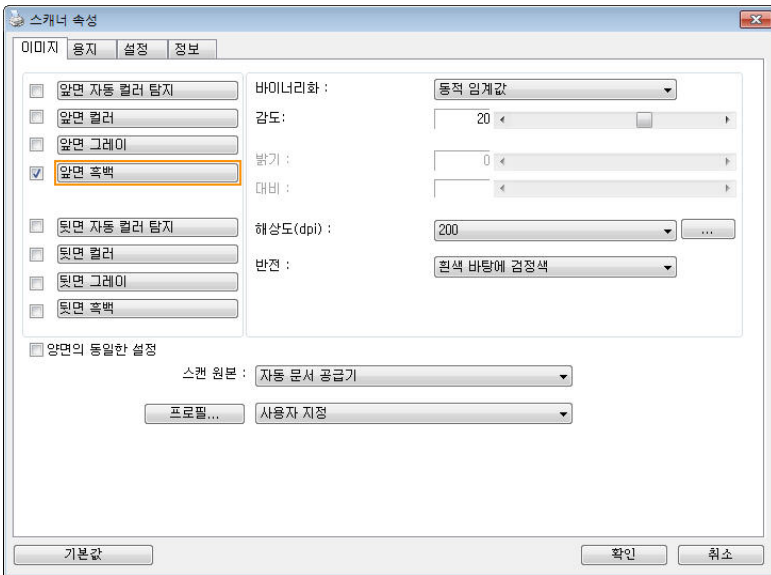 스캐너 속성
이미지 용지 설정 정보
앞면 자동 컬러 탐지
앞면 컬러
앞면 그레이
앞면 흑백
뒷면 자동 컬러 탐지
뒷면 컬러
뒷면 그레이
뒷면 흑백
바이너리화 : 동적 임계값
감도: 20
밝기 : 0
대비 :
해상도(dpi) : 200 ...
반전 : 흰색 바탕에 검정색
양면의 동일한 설정
스캔 원본 : 자동 문서 공급기
프로필... 사용자 지정
기본값 확인 취소